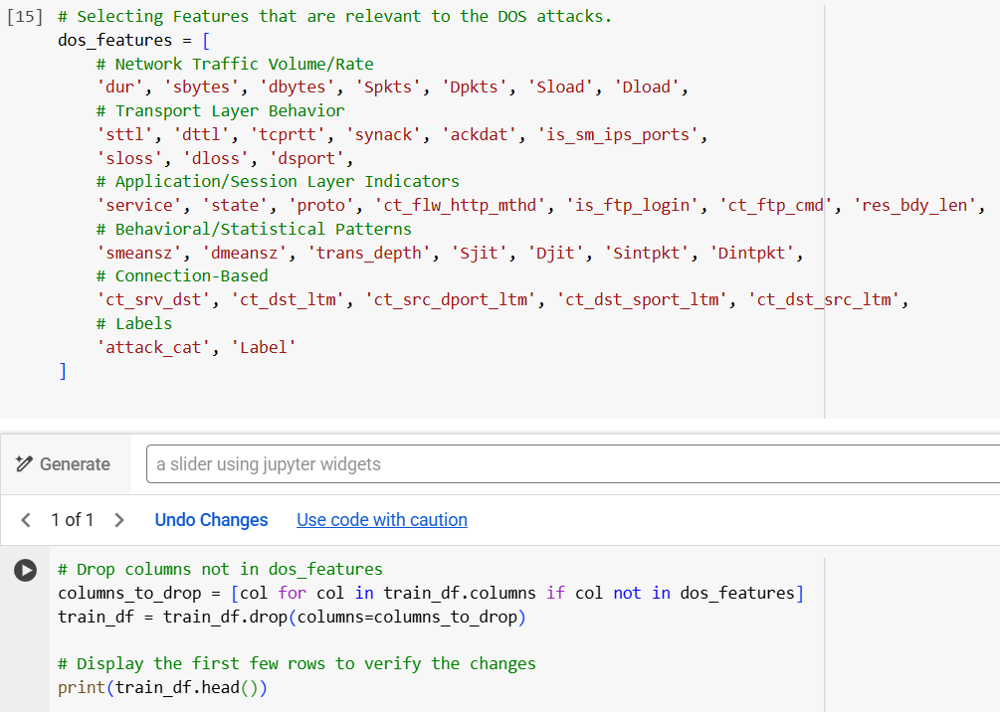 [15] # Selecting Features that are relevant to the DOS attacks.
dos_features = [
# Network Traffic Volume/Rate
'dur', 'sbytes', 'dbytes', 'Spkts', 'Dpkts', 'Sload', 'Dload',
# Transport Layer Behavior
'sttl', 'dttl', 'tcprtt', 'synack', 'ackdat', 'is_sm_ips_ports',
'sloss', 'dloss', 'dsport',
# Application/Session Layer Indicators
'service', 'state', 'proto', 'ct_flw_http_mthd', 'is_ftp_login', 'ct_ftp_cmd', 'res_bdy_len',
# Behavioral/Statistical Patterns
'smeansz', 'dmeansz', 'trans_depth', 'Sjit', 'Djit', 'Sintpkt', 'Dintpkt',
# Connection-Based
'ct_srv_dst', 'ct_dst_ltm', 'ct_src_dport_ltm', 'ct_dst_sport_ltm', 'ct_dst_src_ltm',
# Labels
'attack_cat', 'Label'
]
Generate a slider using jupyter widgets
1 of 1 Undo Changes Use code with caution
# Drop columns not in dos_features
columns_to_drop = [col for col in train_df.columns if col not in dos_features]
train_df = train_df.drop(columns=columns_to_drop)
# Display the first few rows to verify the changes
print(train_df.head())